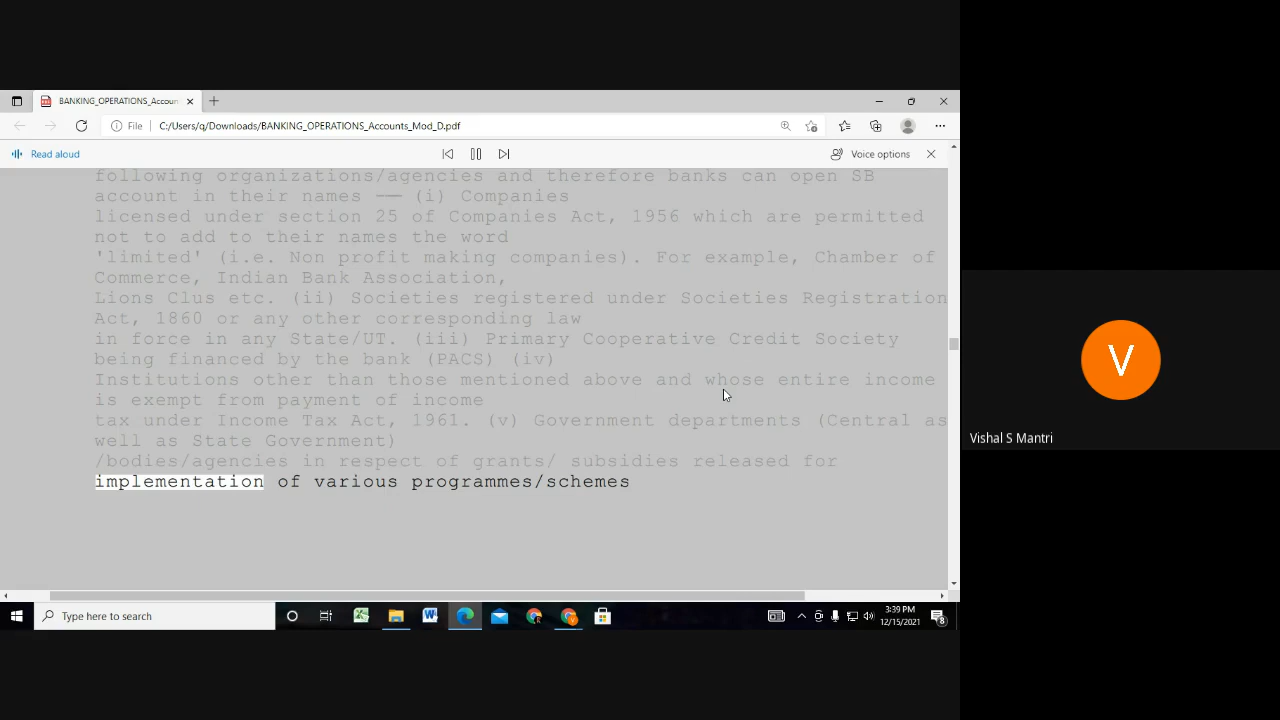 BANKING_OPERATIONS_Accoun
File
C:/Users/q/Downloads/BANKING_OPERATIONS_Accounts_Mod_D.pdf
Read aloud
Voice options
following organizations/agencies and therefore banks can open SB
account in their names —— (i) Companies
licensed under section 25 of Companies Act, 1956 which are permitted
not to add to their names the word
'limited' (i.e. Non profit making companies). For example, Chamber of
Commerce, Indian Bank Association,
Lions Clus etc. (ii) Societies registered under Societies Registration
Act, 1860 or any other corresponding law
in force in any State/UT. (iii) Primary Cooperative Credit Society
being financed by the bank (PACS) (iv)
Institutions other than those mentioned above and whose entire income
is exempt from payment of income
tax under Income Tax Act, 1961. (v) Government departments (Central as
well as State Government)
/bodies/agencies in respect of grants/ subsidies released for
implementation of various programmes/schemes
V
Vishal S Mantri
Type here to search
3:39 PM
12/15/2021
8